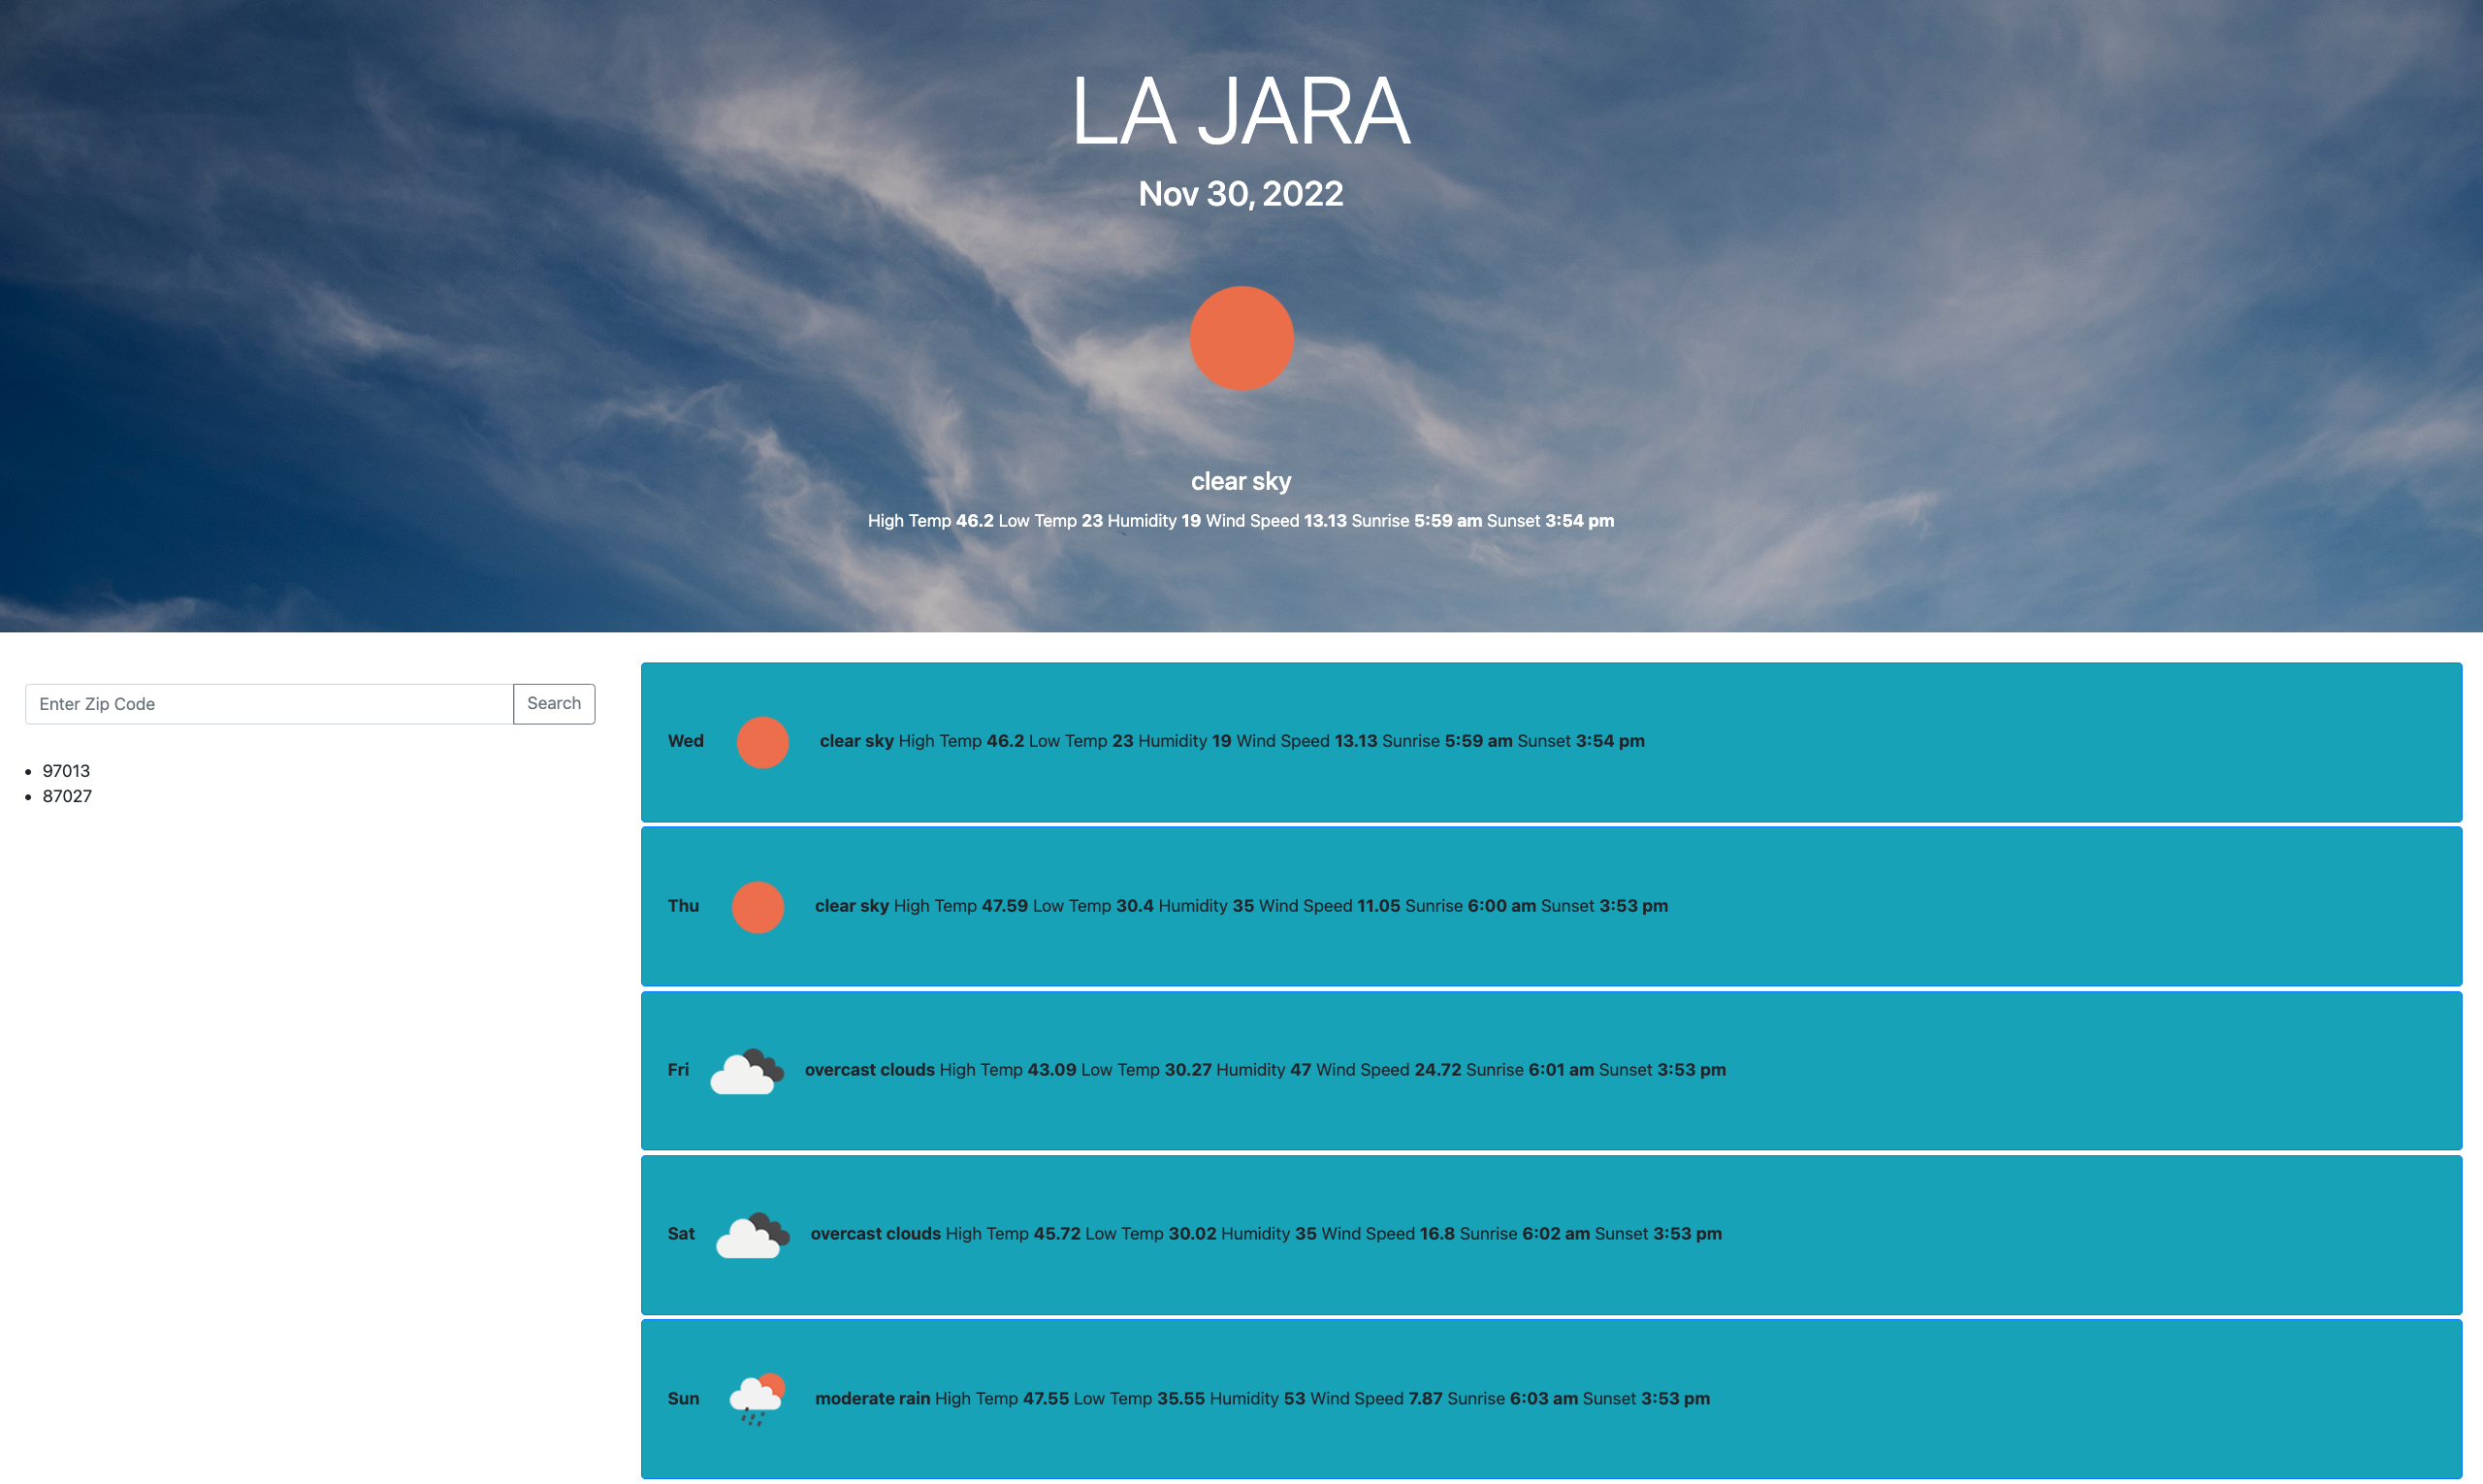 LA JARA
Nov 30, 2022
clear sky
High Temp 46.2 Low Temp 23 Humidity 19 Wind Speed 13.13 Sunrise 5:59 am Sunset 3:54 pm
Enter Zip Code
Search
• 97013
• 87027
Wed clear sky High Temp 46.2 Low Temp 23 Humidity 19 Wind Speed 13.13 Sunrise 5:59 am Sunset 3:54 pm
Thu clear sky High Temp 47.59 Low Temp 30.4 Humidity 35 Wind Speed 11.05 Sunrise 6:00 am Sunset 3:53 pm
Fri overcast clouds High Temp 43.09 Low Temp 30.27 Humidity 47 Wind Speed 24.72 Sunrise 6:01 am Sunset 3:53 pm
Sat overcast clouds High Temp 45.72 Low Temp 30.02 Humidity 35 Wind Speed 16.8 Sunrise 6:02 am Sunset 3:53 pm
Sun moderate rain High Temp 47.55 Low Temp 35.55 Humidity 53 Wind Speed 7.87 Sunrise 6:03 am Sunset 3:53 pm